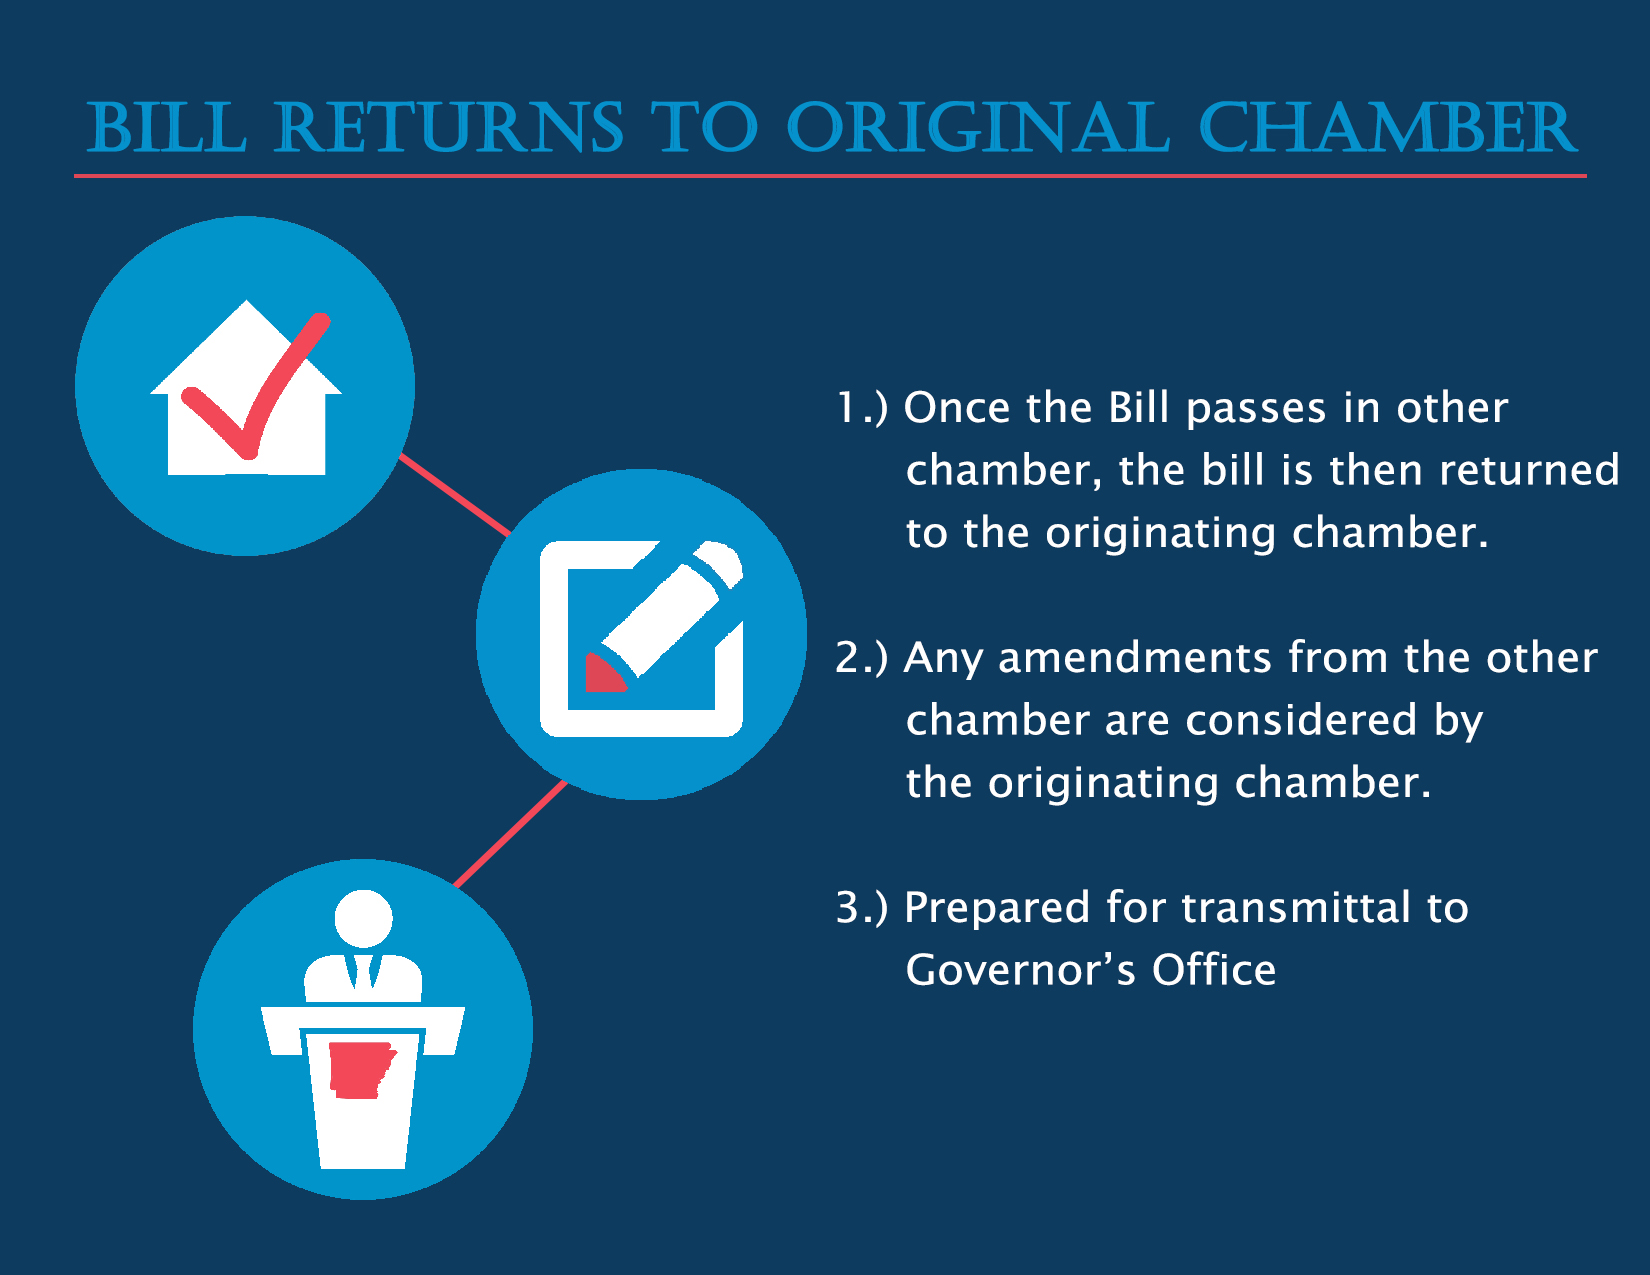 BILL RETURNS TO ORIGINAL CHAMBER
1.) Once the Bill passes in other
chamber, the bill is then returned
to the originating chamber.
2.) Any amendments from the other
chamber are considered by
the originating chamber.
3.) Prepared for transmittal to
Governor’s Office